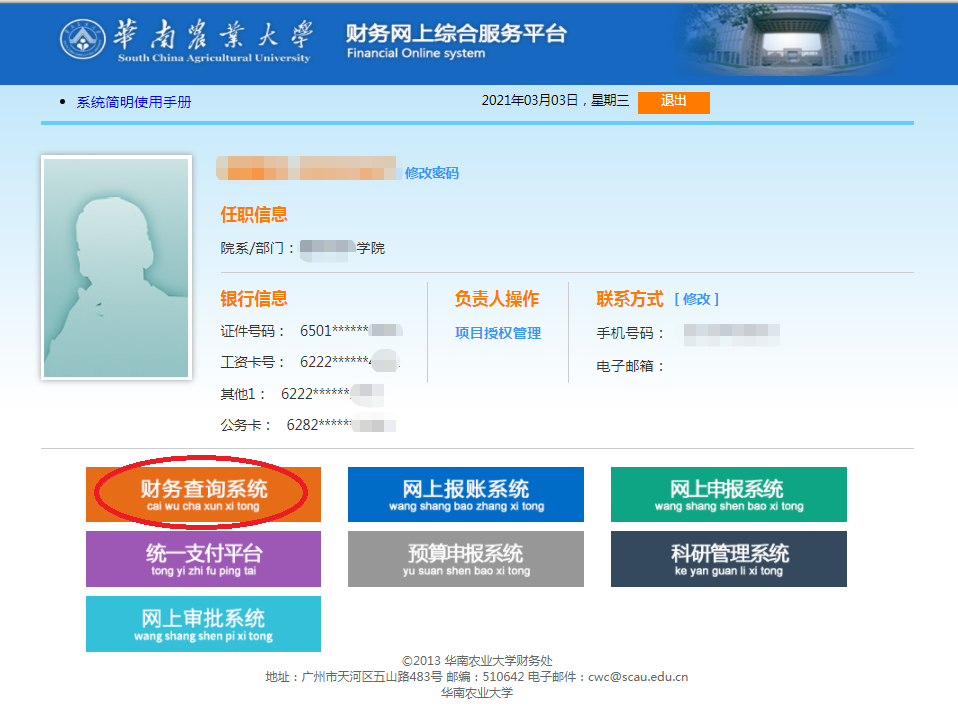 華南農業大學
South China Agricultural University
财务网上综合服务平台
Financial Online system
系统简明使用手册
2021年03月03日，星期三
退出
修改密码
任职信息
院系/部门： 学院
银行信息
证件号码： 6501******
工资卡号： 6222******
其他1： 6222******
公务卡： 6282******
负责人操作
项目授权管理
联系方式 [ 修改 ]
手机号码：
电子邮箱：
财务查询系统
cai wu cha xun xi tong
网上报账系统
wang shang bao zhang xi tong
网上申报系统
wang shang shen bao xi tong
统一支付平台
tong yi zhi fu ping tai
预算申报系统
yu suan shen bao xi tong
科研管理系统
ke yan guan li xi tong
网上审批系统
wang shang shen pi xi tong
©2013 华南农业大学财务处
地址：广州市天河区五山路483号 邮编：510642 电子邮件：cwc@scau.edu.cn
华南农业大学